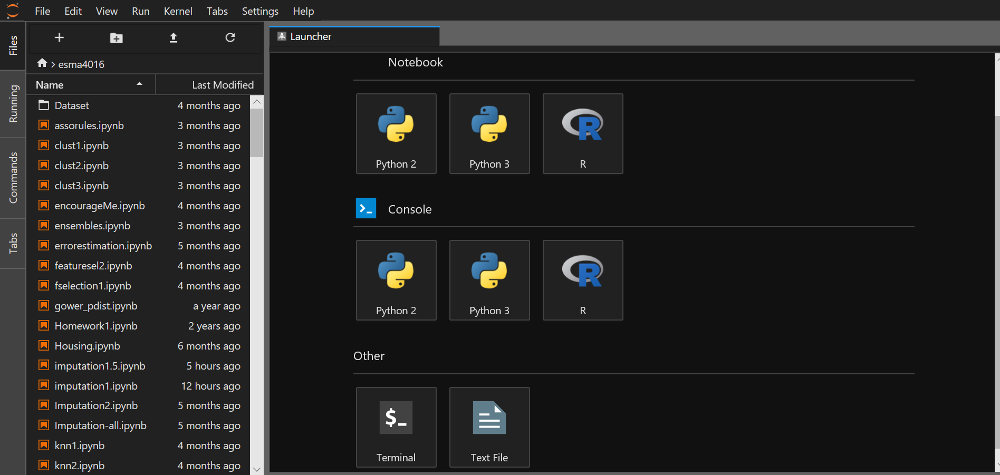 File Edit View Run Kernel Tabs Settings Help
Files
Running
Commands
Tabs
esma4016
Name Last Modified
Dataset 4 months ago
assorules.ipynb 3 months ago
clust1.ipynb 3 months ago
clust2.ipynb 3 months ago
clust3.ipynb 3 months ago
encourageMe.ipynb 4 months ago
ensembles.ipynb 3 months ago
errorestimation.ipynb 5 months ago
featuresel2.ipynb 4 months ago
fselection1.ipynb 4 months ago
gower_pdist.ipynb a year ago
Homework1.ipynb 2 years ago
Housing.ipynb 6 months ago
imputation1.5.ipynb 5 hours ago
imputation1.ipynb 12 hours ago
Imputation2.ipynb 5 months ago
Imputation-all.ipynb 5 months ago
knn1.ipynb 4 months ago
knn2.ipynb 4 months ago
Launcher
Notebook
Python 2 Python 3 R
Console
Python 2 Python 3 R
Other
$_
Terminal Text File